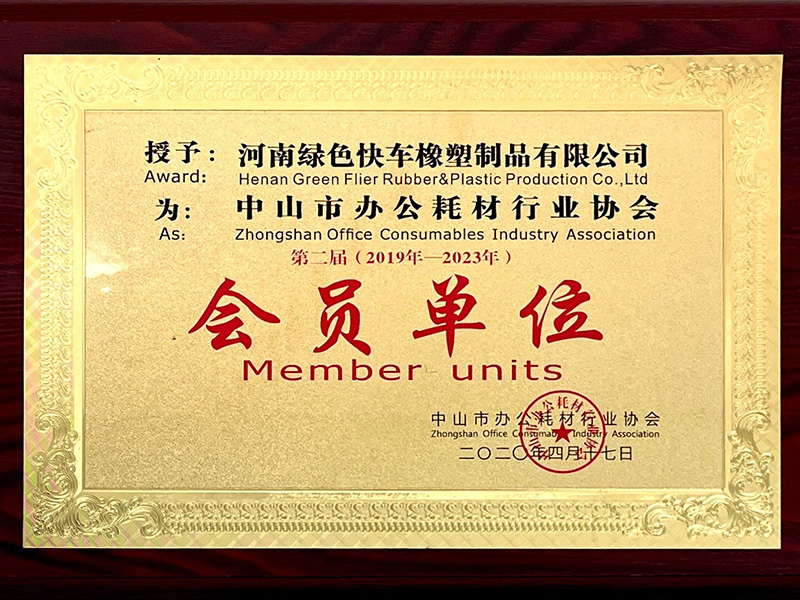 授予：河南绿色快车橡塑制品有限公司
Award: Henan Green Flier Rubber&Plastic Production Co.,Ltd
为：中山市办公耗材行业协会
As: Zhongshan Office Consumables Industry Association
第二届（2019年—2023年）
会员单位
Member units
中山市办公耗材行业协会
Zhongshan Office Consumables Industry Association
二〇二〇年四月十七日